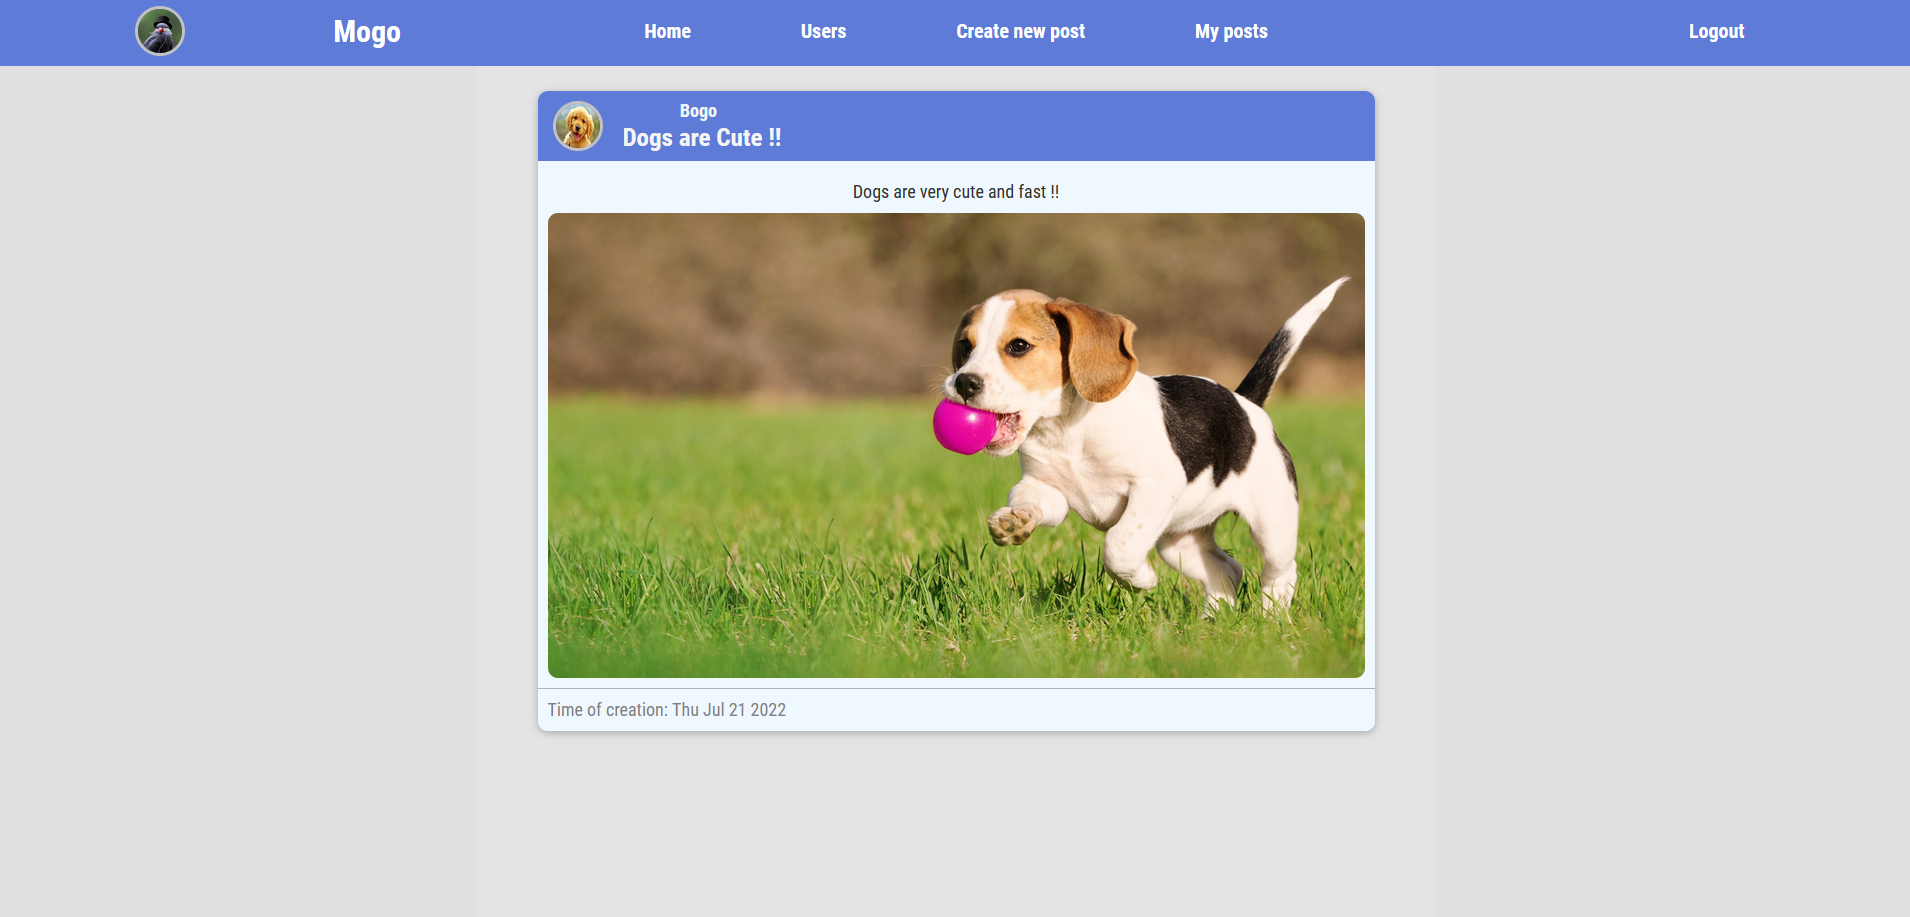 Mogo Home Users Create new post My posts Logout
Bogo
Dogs are Cute !!
Dogs are very cute and fast !!
Time of creation: Thu Jul 21 2022